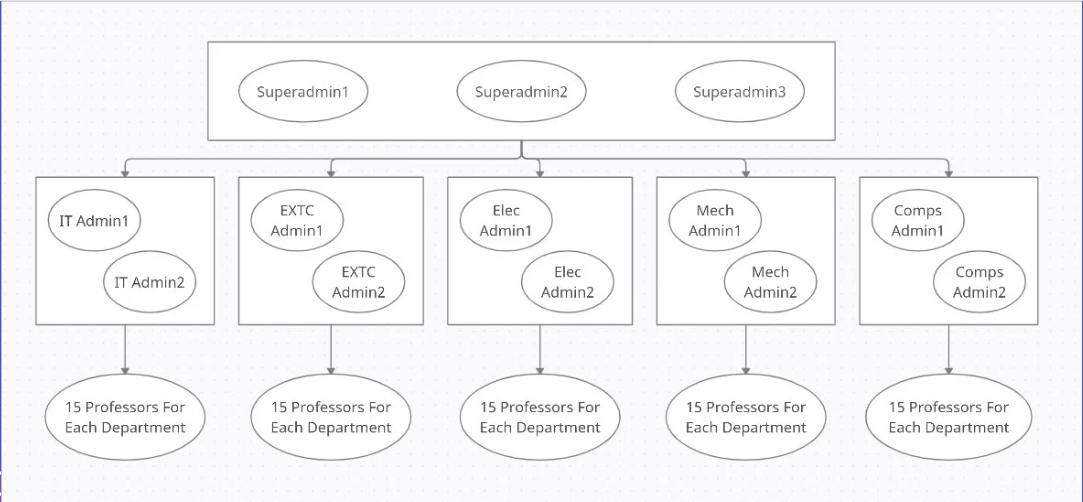 Superadmin1
Superadmin2
Superadmin3
IT Admin1
IT Admin2
EXTC
Admin1
EXTC
Admin2
Elec
Admin1
Elec
Admin2
Mech
Admin1
Mech
Admin2
Comps
Admin1
Comps
Admin2
15 Professors For
Each Department
15 Professors For
Each Department
15 Professors For
Each Department
15 Professors For
Each Department
15 Professors For
Each Department